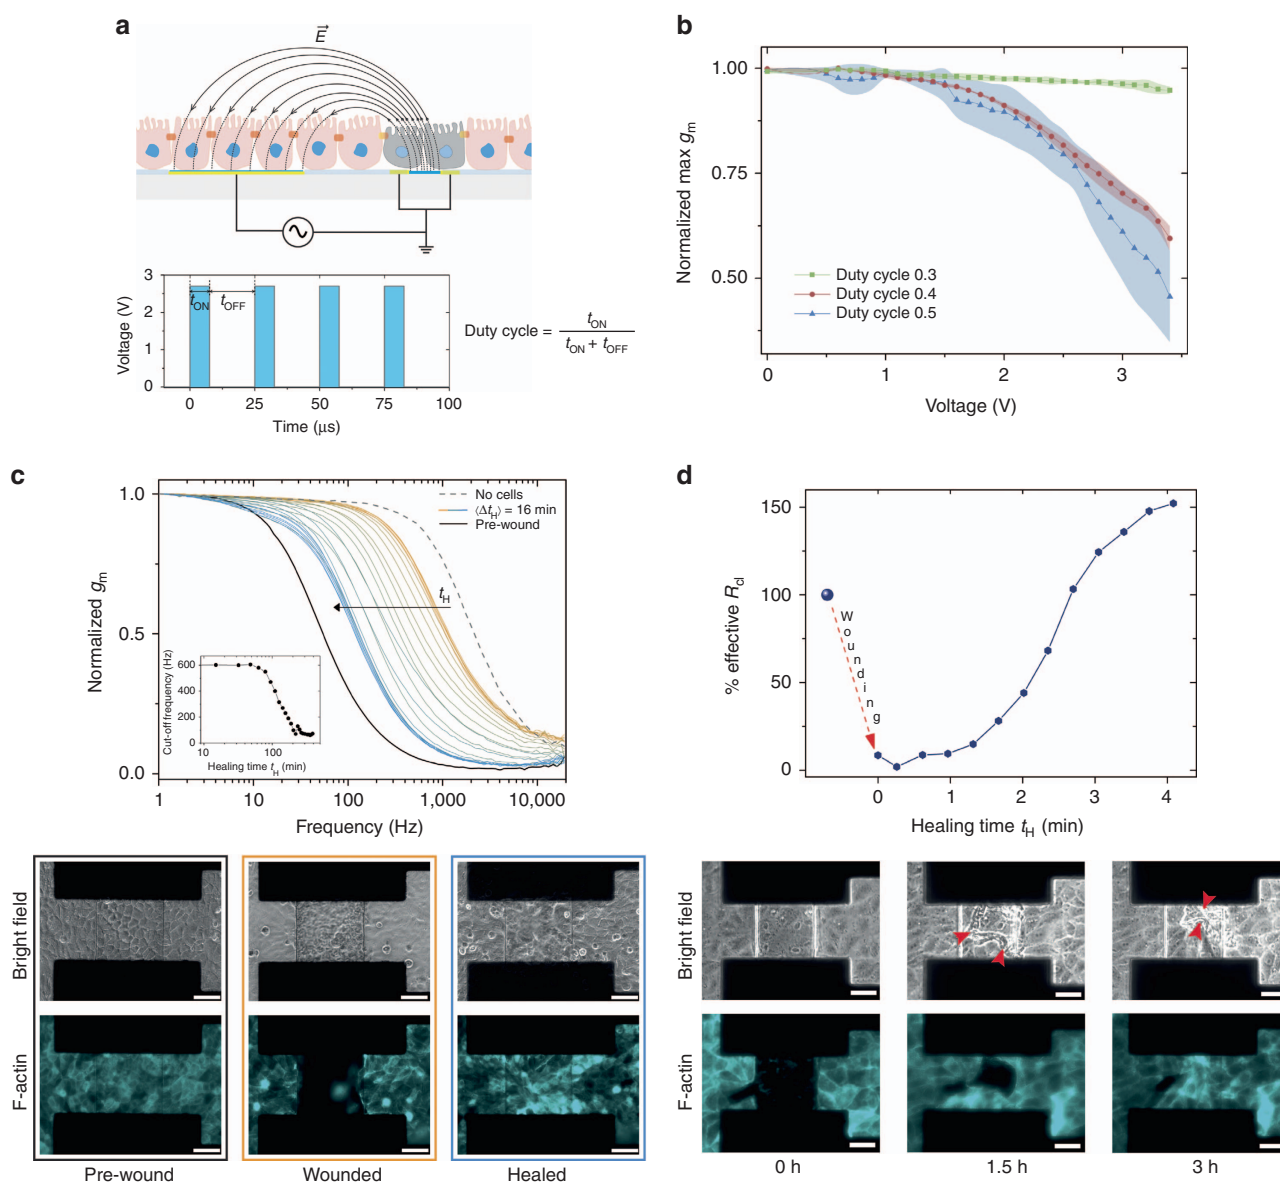 a
E
Voltage (V)
3
2
1
0
tON
tOFF
0
25
50
75
100
Time (μs)
Duty cycle = tON / (tON + tOFF)
b
Normalized max gm
1.00
0.75
0.50
Duty cycle 0.3
Duty cycle 0.4
Duty cycle 0.5
0
1
2
3
Voltage (V)
c
Normalized gm
1.0
0.5
0.0
No cells
⟨ΔtH⟩ = 16 min
Pre-wound
tH
Cut-off frequency (Hz)
600
400
200
0
10
100
Healing time tH (min)
1
10
100
1,000
10,000
Frequency (Hz)
Bright field
F-actin
Pre-wound
Wounded
Healed
d
% effective Rcl
150
100
50
0
Wounding
0
1
2
3
4
Healing time tH (min)
Bright field
F-actin
0 h
1.5 h
3 h